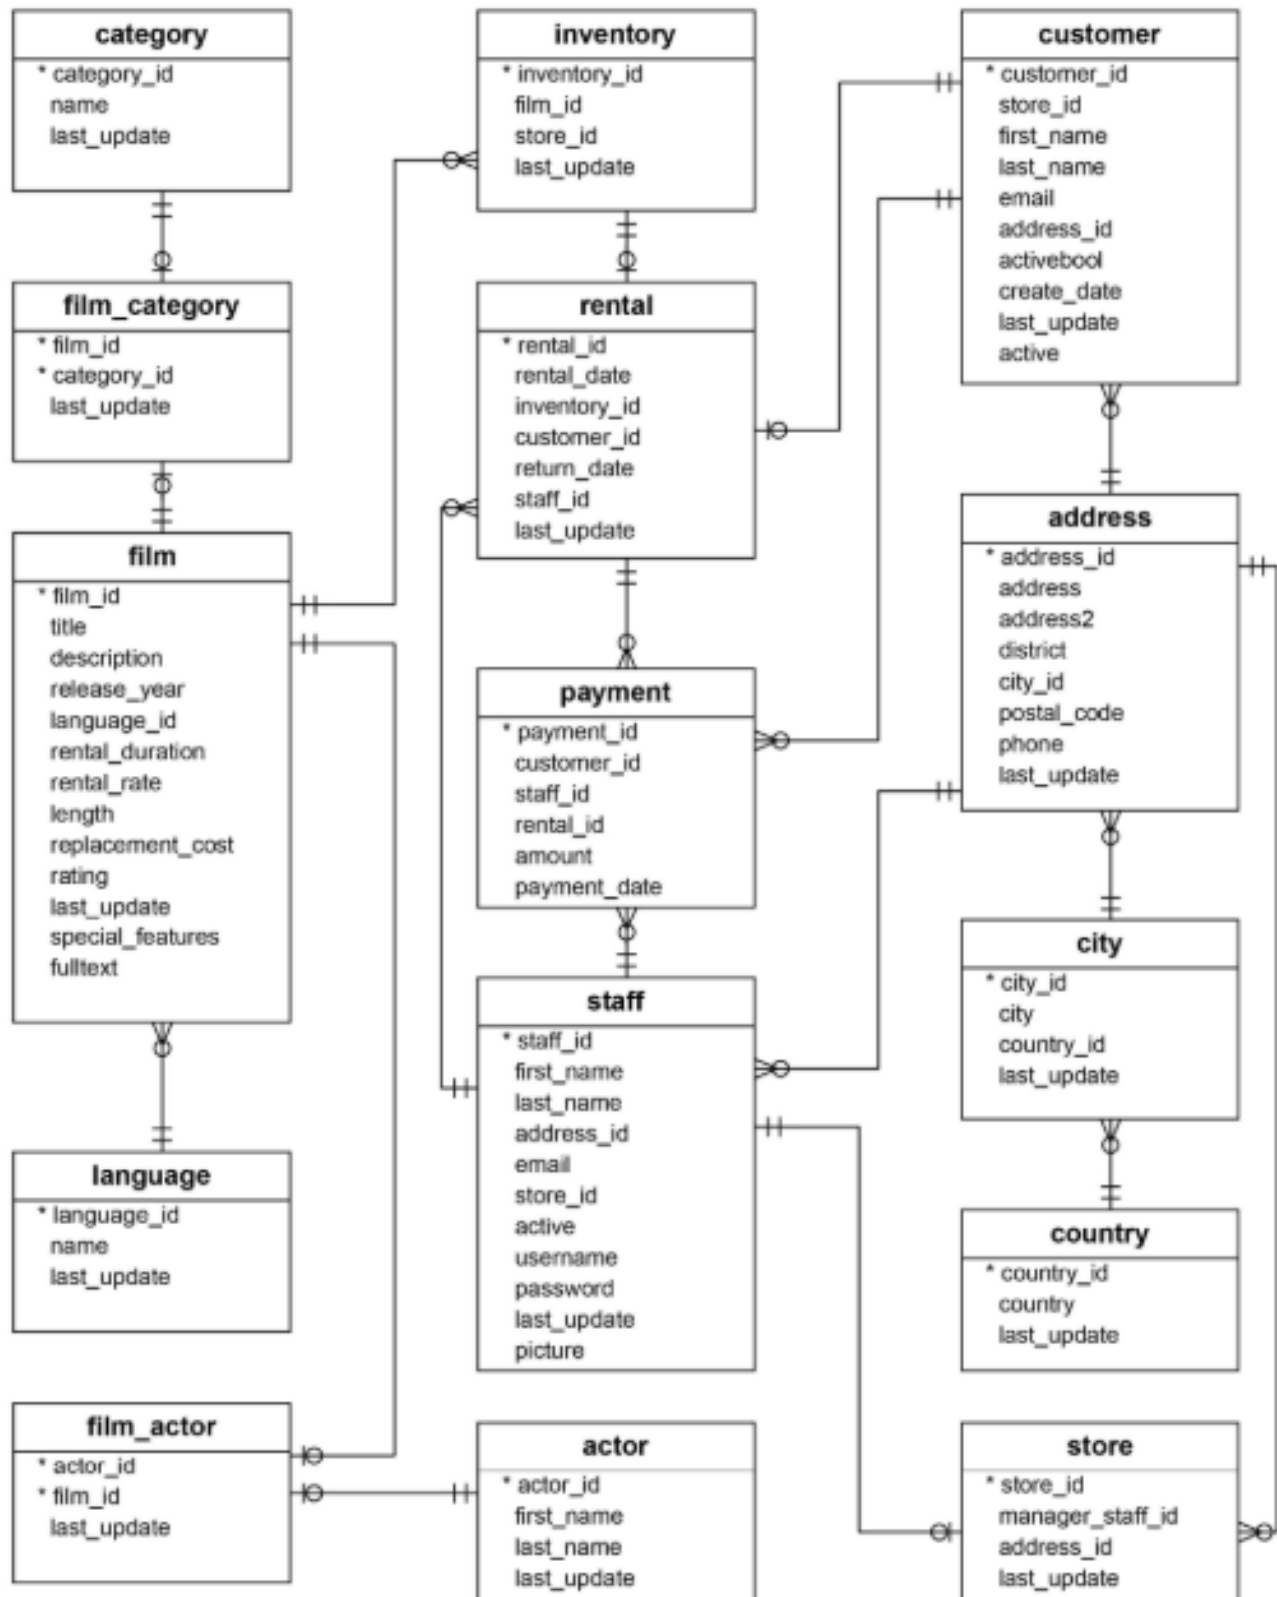 category
* category_id
name
last_update
film_category
* film_id
* category_id
last_update
film
* film_id
title
description
release_year
language_id
rental_duration
rental_rate
length
replacement_cost
rating
last_update
special_features
fulltext
language
* language_id
name
last_update
film_actor
* actor_id
* film_id
last_update
inventory
* inventory_id
film_id
store_id
last_update
rental
* rental_id
rental_date
inventory_id
customer_id
return_date
staff_id
last_update
payment
* payment_id
customer_id
staff_id
rental_id
amount
payment_date
staff
* staff_id
first_name
last_name
address_id
email
store_id
active
username
password
last_update
picture
actor
* actor_id
first_name
last_name
last_update
customer
* customer_id
store_id
first_name
last_name
email
address_id
activebool
create_date
last_update
active
address
* address_id
address
address2
district
city_id
postal_code
phone
last_update
city
* city_id
city
country_id
last_update
country
* country_id
country
last_update
store
* store_id
manager_staff_id
address_id
last_update